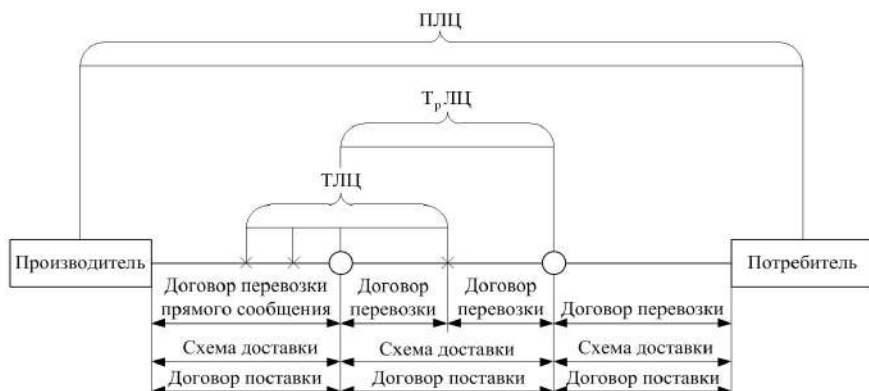 ПЛЦ
ТрЛЦ
ТЛЦ
Производитель
Потребитель
Договор перевозки
прямого сообщения
Договор
перевозки
Договор
перевозки
Договор перевозки
Схема доставки
Схема доставки
Схема доставки
Договор поставки
Договор поставки
Договор поставки